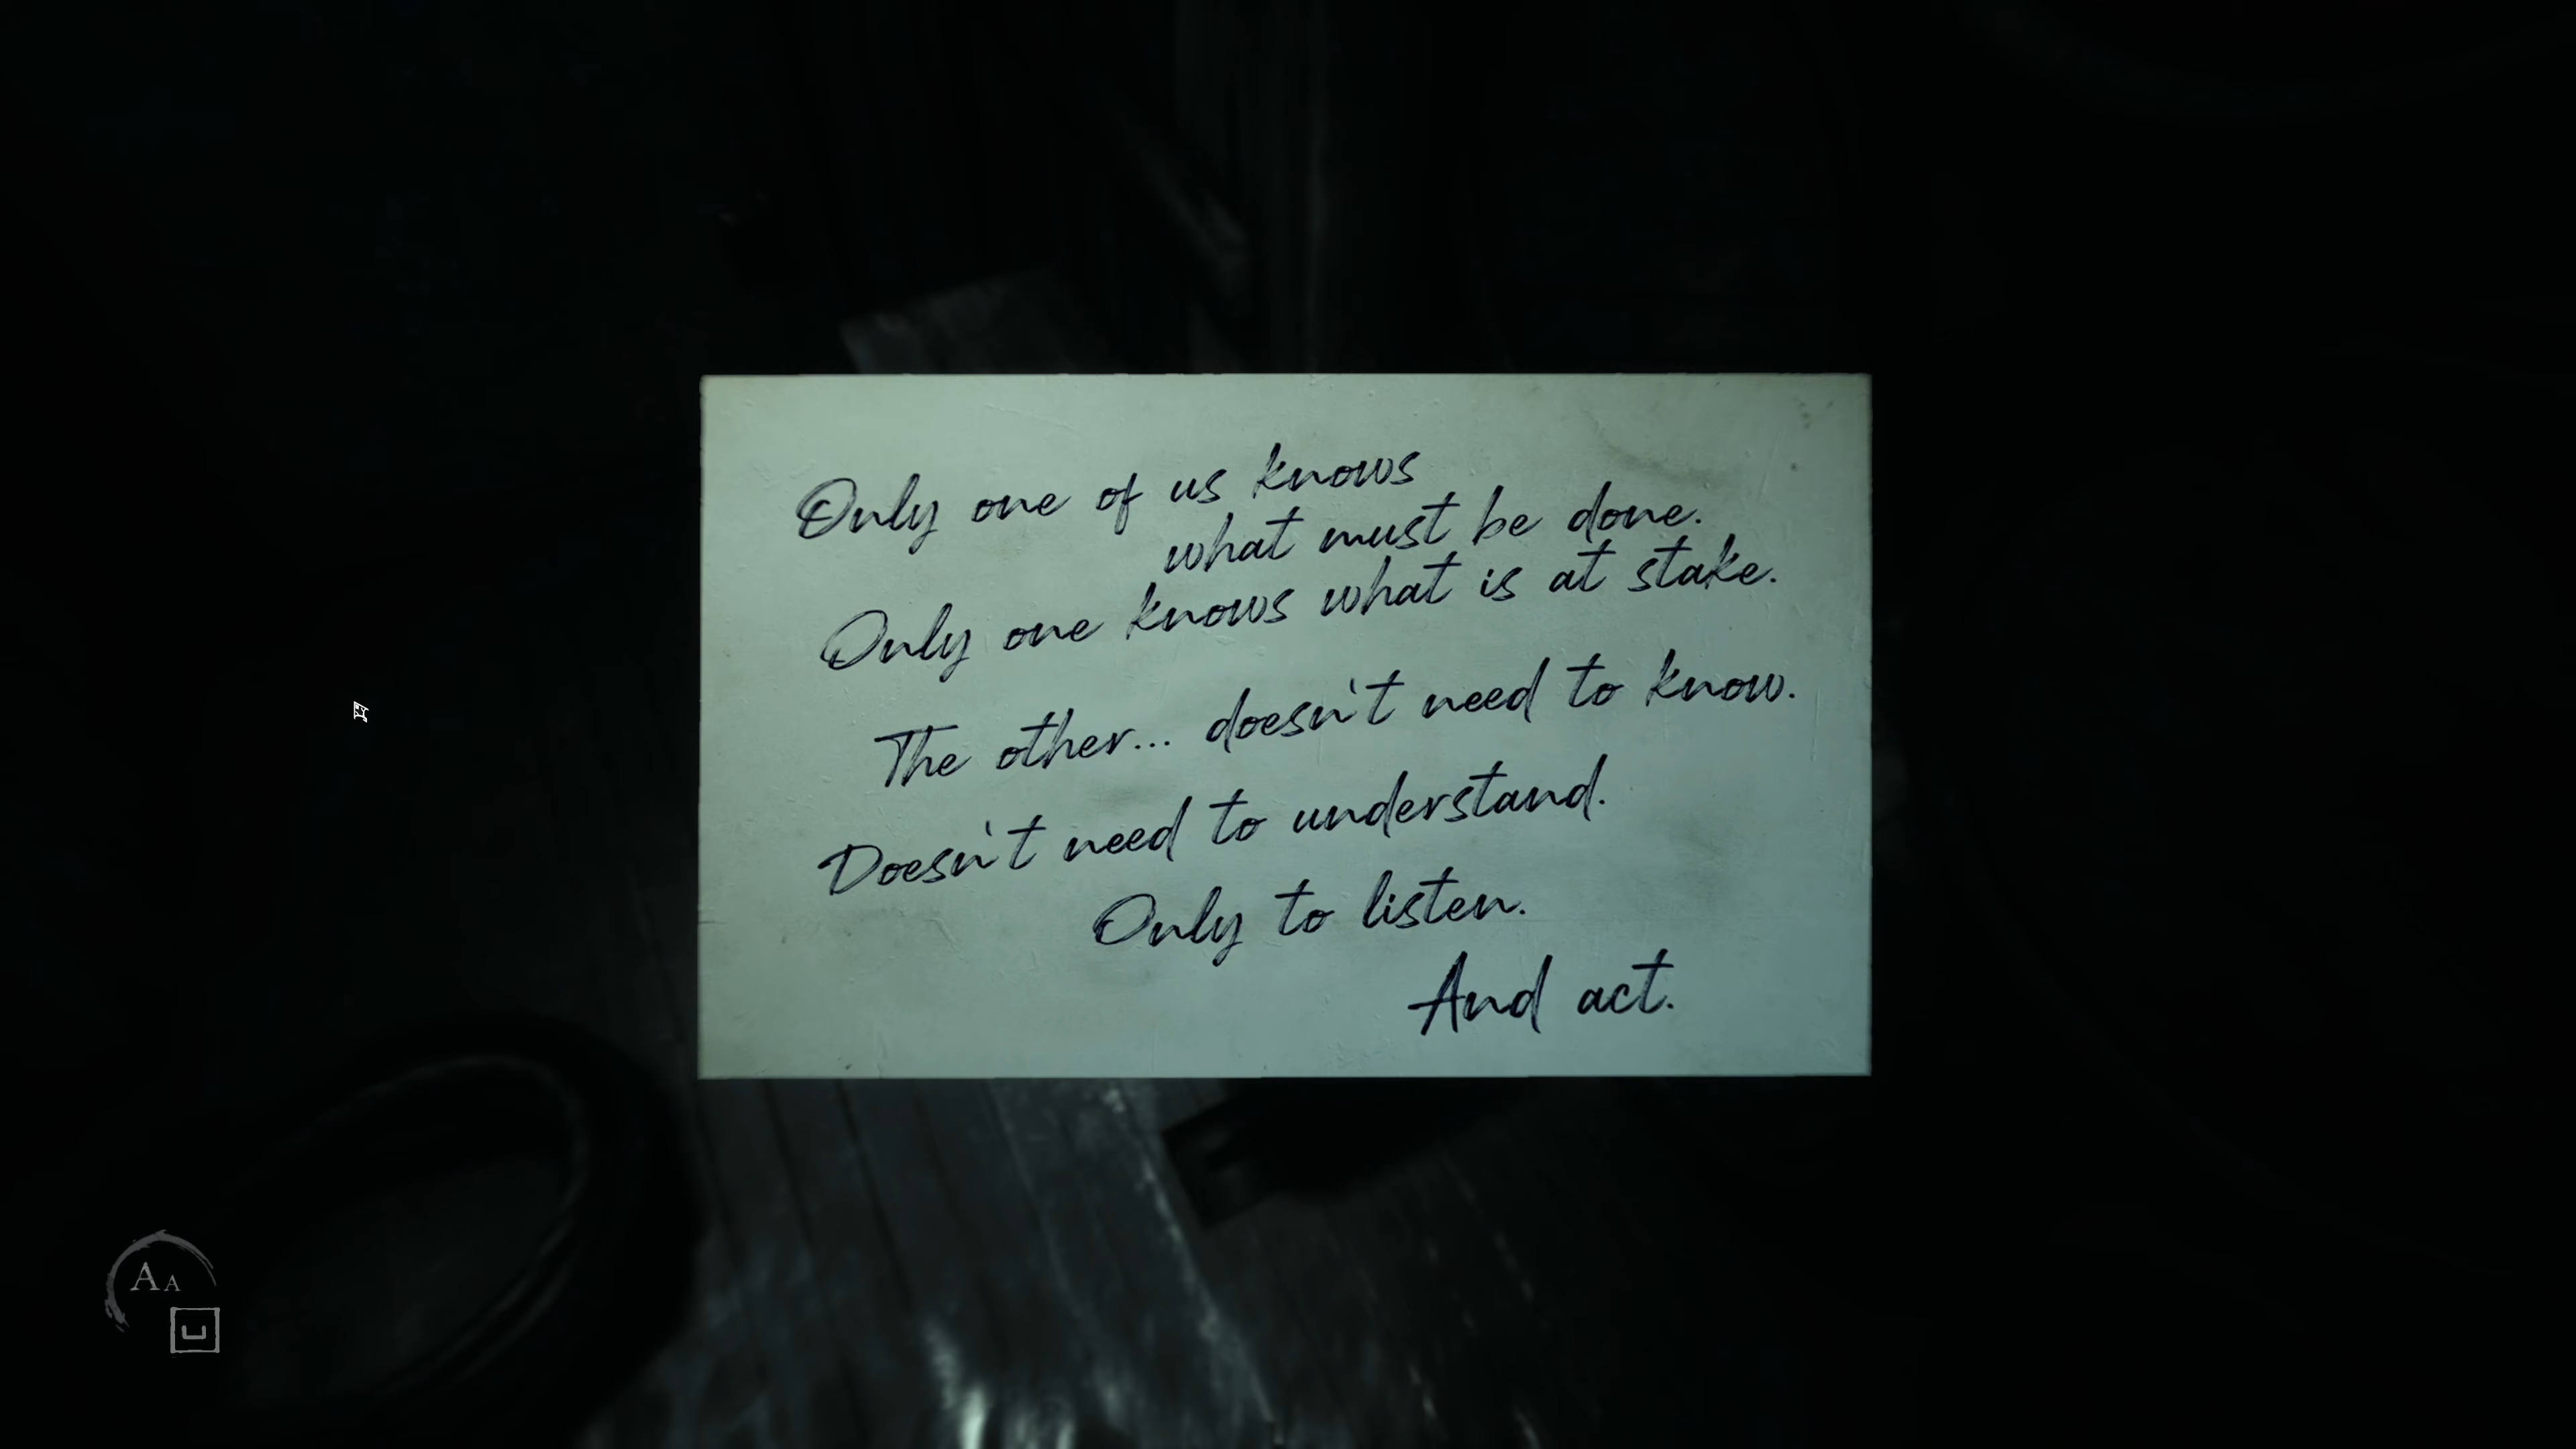 Only one of us knows
what must be done.
Only one knows what is at stake.
The other... doesn't need to know.
Doesn't need to understand.
Only to listen.
And act.
AA